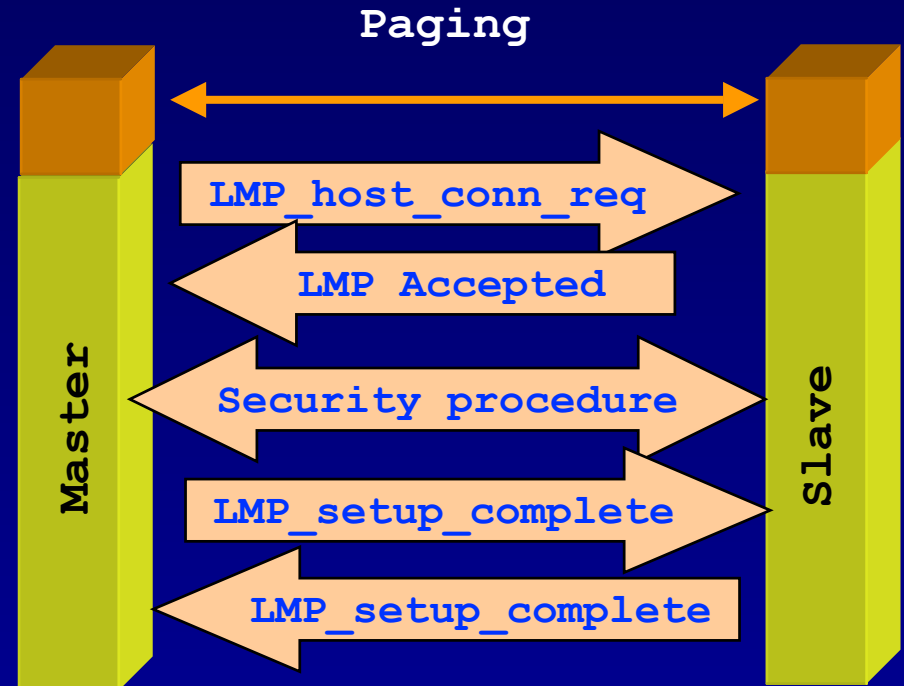 Paging
LMP_host_conn_req
LMP Accepted
Security procedure
LMP_setup_complete
LMP_setup_complete
Master
Slave